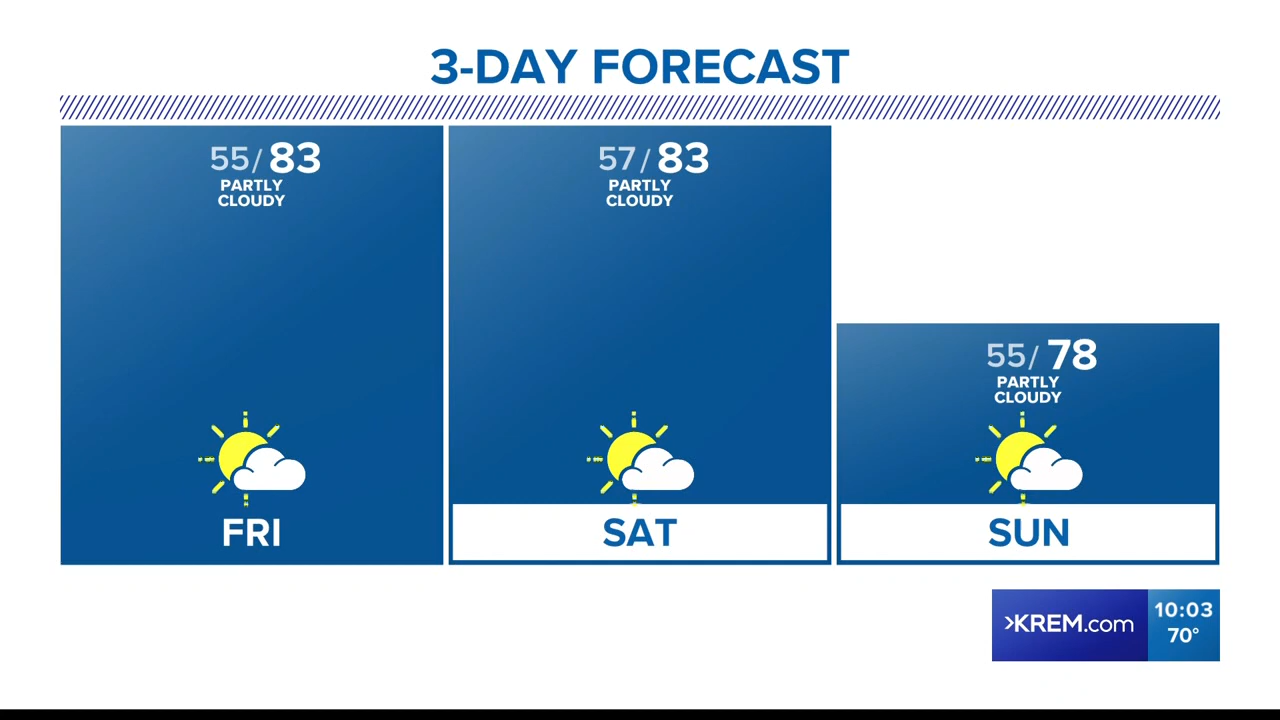 3-DAY FORECAST
55/ 83
PARTLY
CLOUDY
FRI
57/ 83
PARTLY
CLOUDY
SAT
55/ 78
PARTLY
CLOUDY
SUN
>KREM.com
10:03
70°